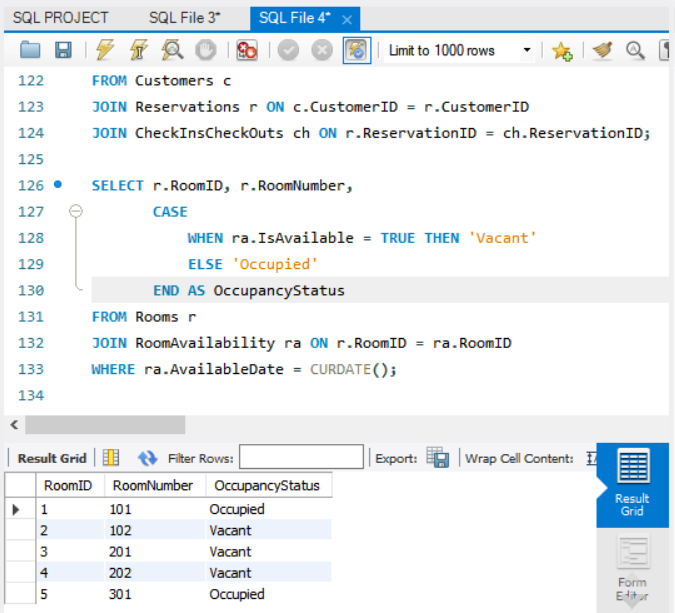 SQL PROJECT SQL File 3* SQL File 4*
Limit to 1000 rows
122 FROM Customers c
123 JOIN Reservations r ON c.CustomerID = r.CustomerID
124 JOIN CheckInsCheckOuts ch ON r.ReservationID = ch.ReservationID;
125
126 SELECT r.RoomID, r.RoomNumber,
127 CASE
128 WHEN ra.IsAvailable = TRUE THEN 'Vacant'
129 ELSE 'Occupied'
130 END AS OccupancyStatus
131 FROM Rooms r
132 JOIN RoomAvailability ra ON r.RoomID = ra.RoomID
133 WHERE ra.AvailableDate = CURDATE();
134
Result Grid Filter Rows: Export: Wrap Cell Content:
RoomID RoomNumber OccupancyStatus
1 101 Occupied
2 102 Vacant
3 201 Vacant
4 202 Vacant
5 301 Occupied
Result
Grid
Form
Editor